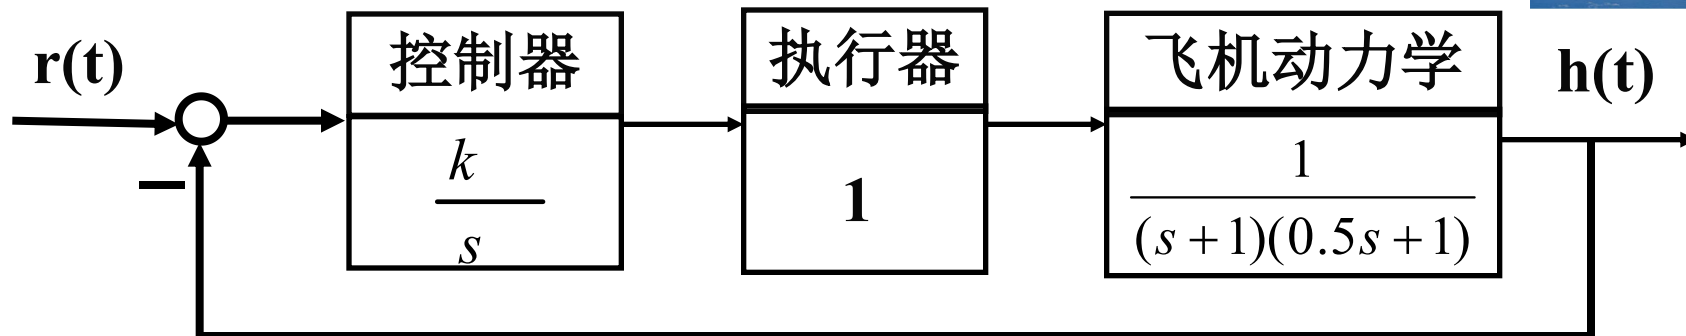 r(t)
控制器
执行器
飞机动力学
h(t)
k
s
1
1
(s+1)(0.5s+1)
−